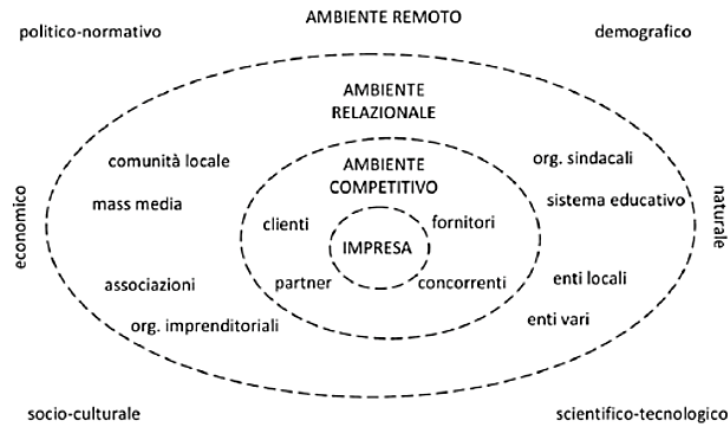 AMBIENTE REMOTO
politico-normativo
demografico
AMBIENTE
RELAZIONALE
comunità locale
org. sindacali
AMBIENTE
COMPETITIVO
mass media
sistema educativo
economico
naturale
clienti
fornitori
IMPRESA
partner
concorrenti
associazioni
enti locali
org. imprenditoriali
enti vari
socio-culturale
scientifico-tecnologico